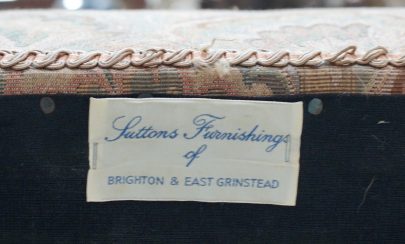 Suttons Furnishings
of
BRIGHTON & EAST GRINSTEAD